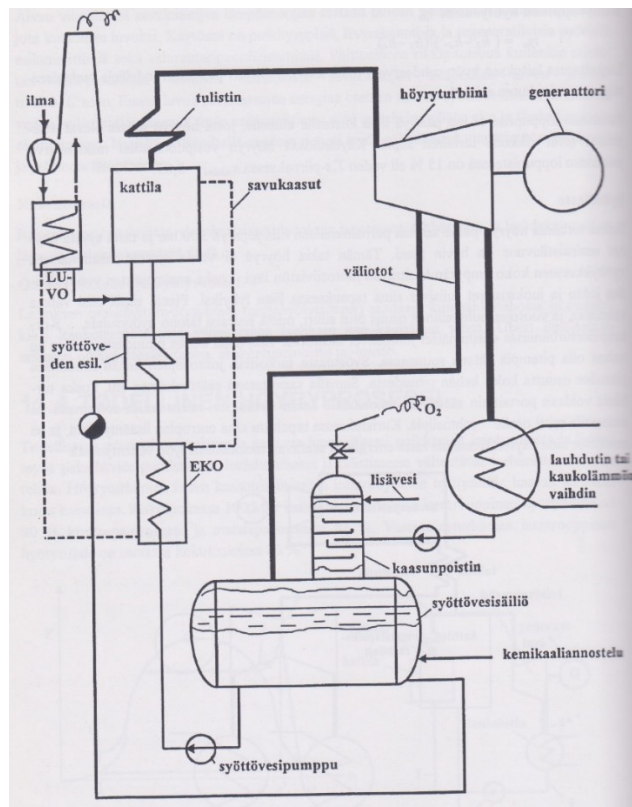 ilma
tulistin
höyryturbiini
generaattori
kattila
savukaasut
LU-
VO
väliotot
syöttöve-
den esil.
EKO
O₂
lisävesi
lauhdutin tai
kaukolämmön
vaihdin
kaasunpoistin
syöttövesisäiliö
kemikaaliannostelu
syöttövesipumppu